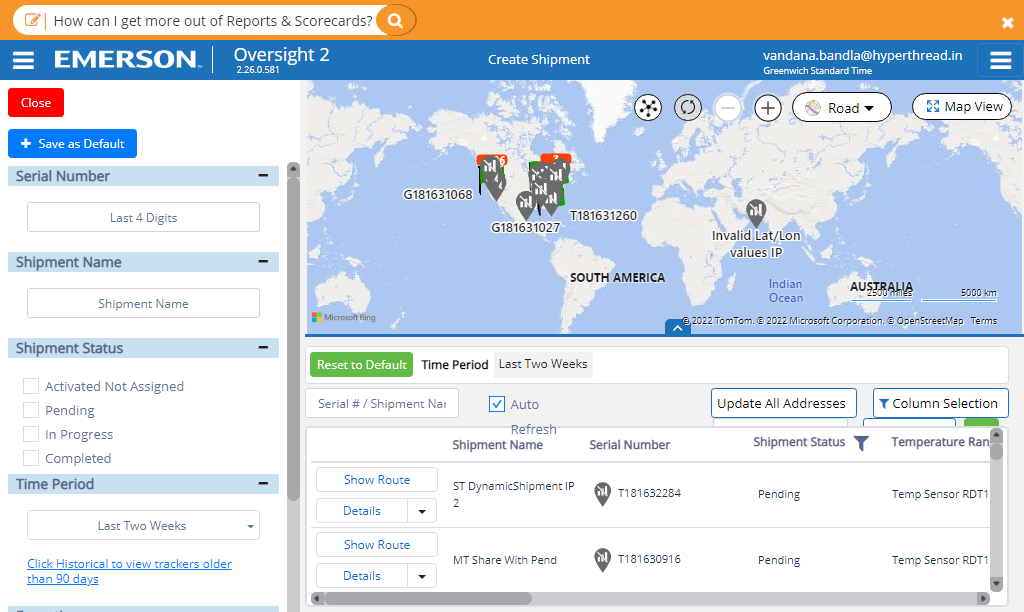 How can I get more out of Reports & Scorecards?
EMERSON
Oversight 2
2.26.0.581
Create Shipment
vandana.bandla@hyperthread.in
Greenwich Standard Time
Close
Save as Default
Serial Number
Last 4 Digits
Shipment Name
Shipment Name
Shipment Status
Activated Not Assigned
Pending
In Progress
Completed
Time Period
Last Two Weeks
Click Historical to view trackers older
than 90 days
Road
Map View
G181631068
G181631027
T181631260
Invalid Lat/Lon
values IP
SOUTH AMERICA
Indian
Ocean
AUSTRALIA
2500 miles
5000 km
Microsoft Bing
© 2022 TomTom, © 2022 Microsoft Corporation, © OpenStreetMap Terms
Reset to Default
Time Period
Last Two Weeks
Serial # / Shipment Nar
Auto
Refresh
Update All Addresses
Column Selection
Shipment Name
Serial Number
Shipment Status
Temperature Ran
Show Route
Details
ST DynamicShipment IP
2
T181632284
Pending
Temp Sensor RDT1
Show Route
Details
MT Share With Pend
T181630916
Pending
Temp Sensor RDT1